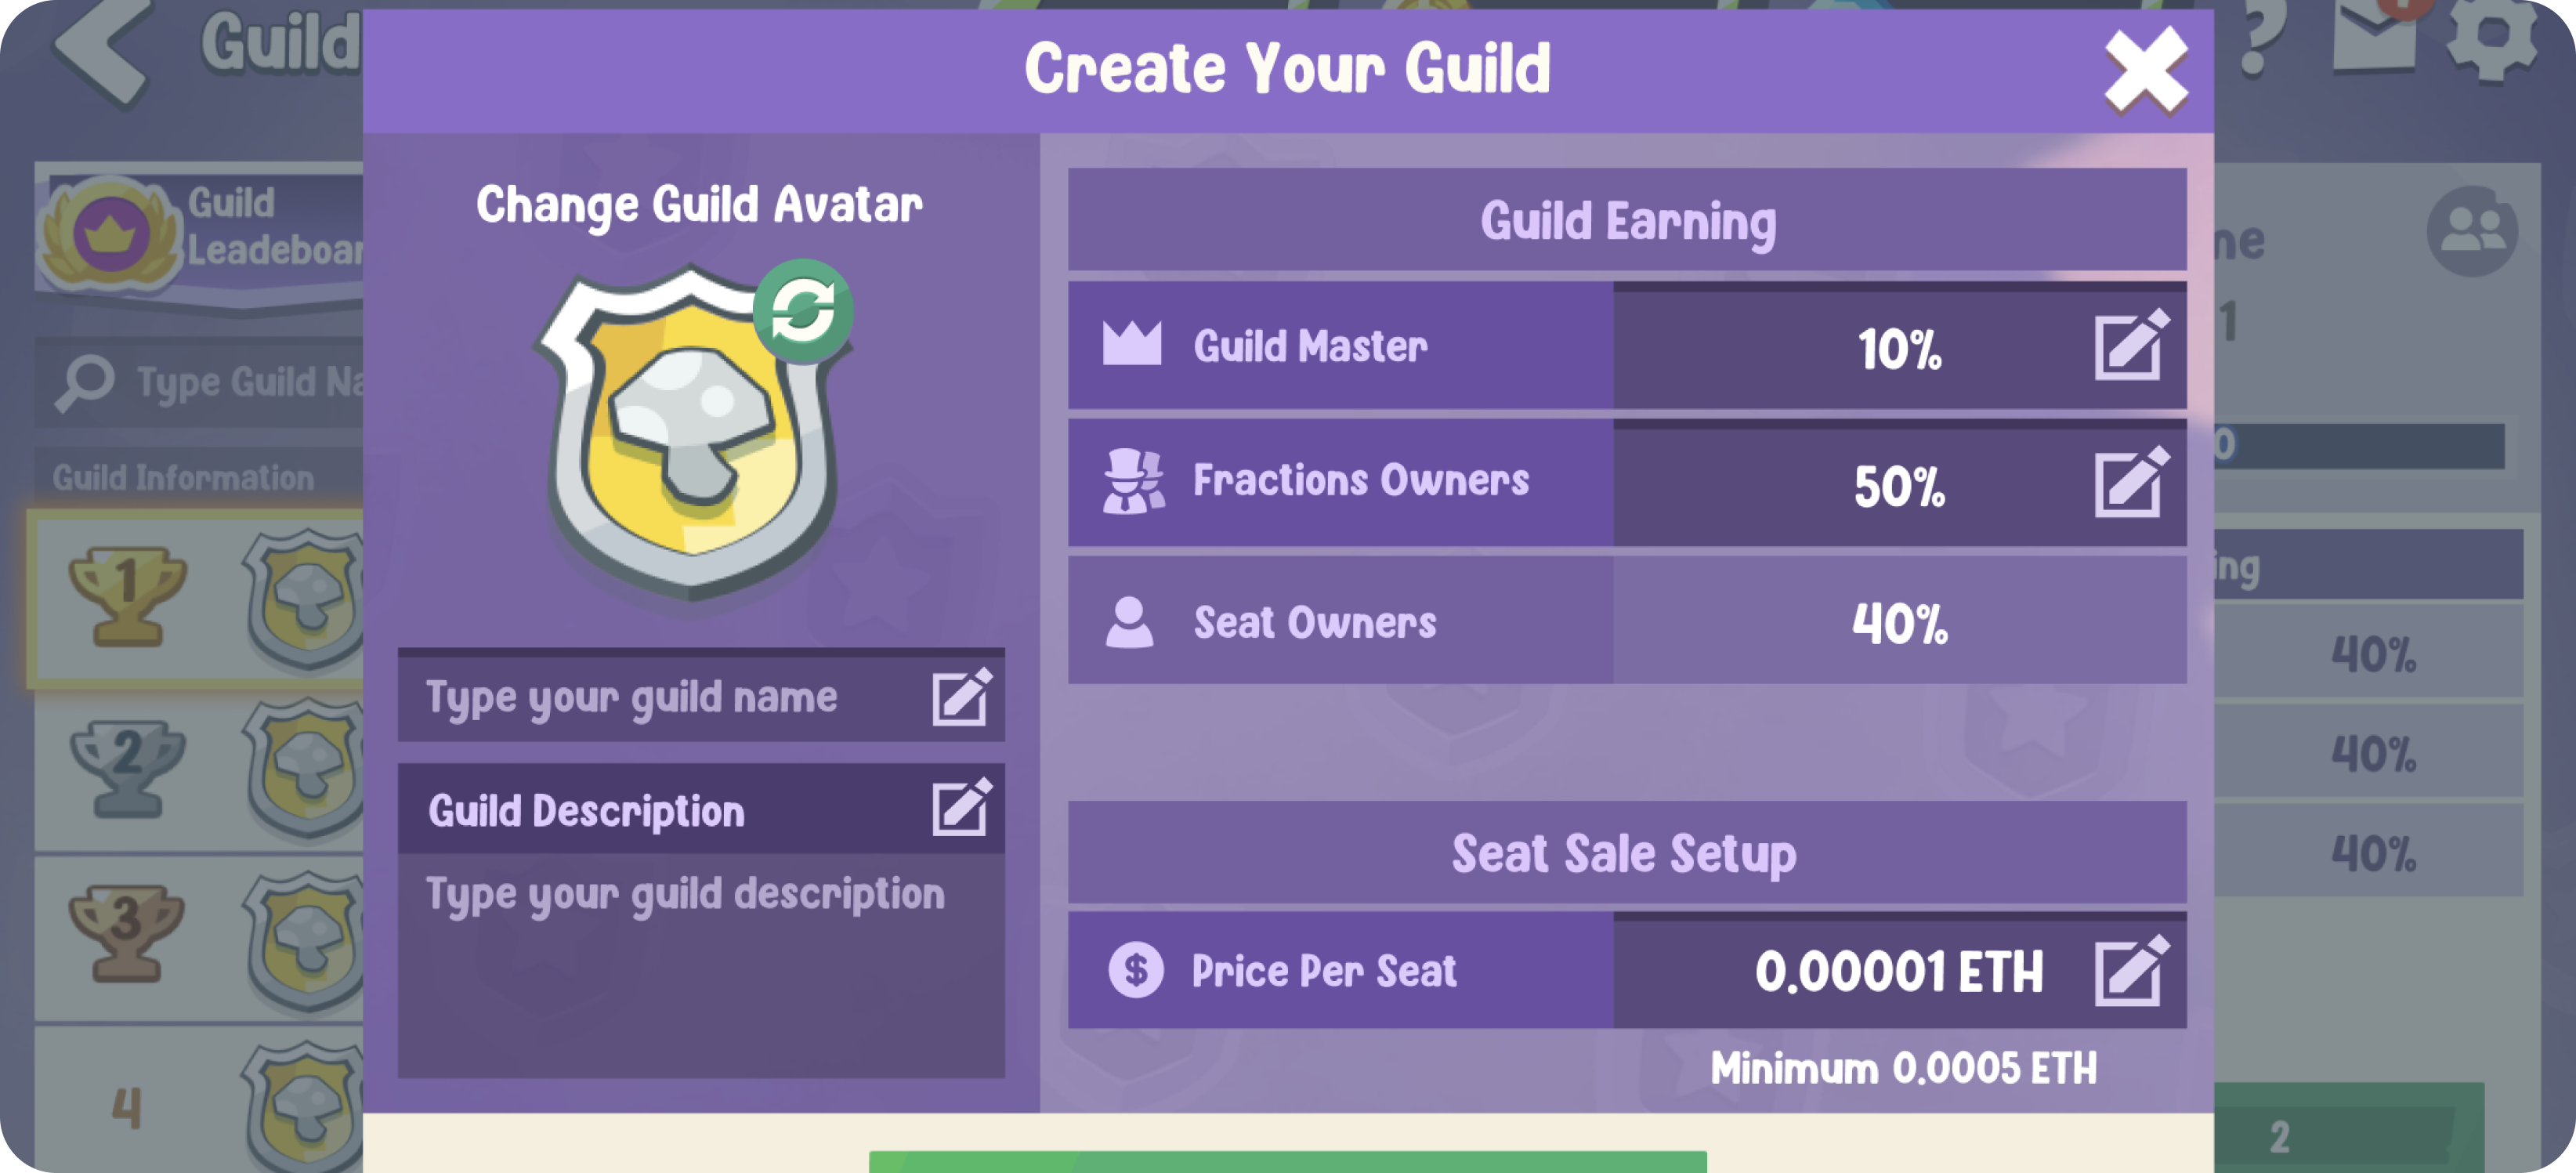 Guild
Create Your Guild
Guild
Leaderboar
Type Guild Na
Guild Information
1
2
3
4
Change Guild Avatar
Type your guild name
Guild Description
Type your guild description
Guild Earning
Guild Master
10%
Fractions Owners
50%
Seat Owners
40%
Seat Sale Setup
$ Price Per Seat
0.00001 ETH
Minimum 0.0005 ETH
?
ne
1
0
ing
40%
40%
40%
2